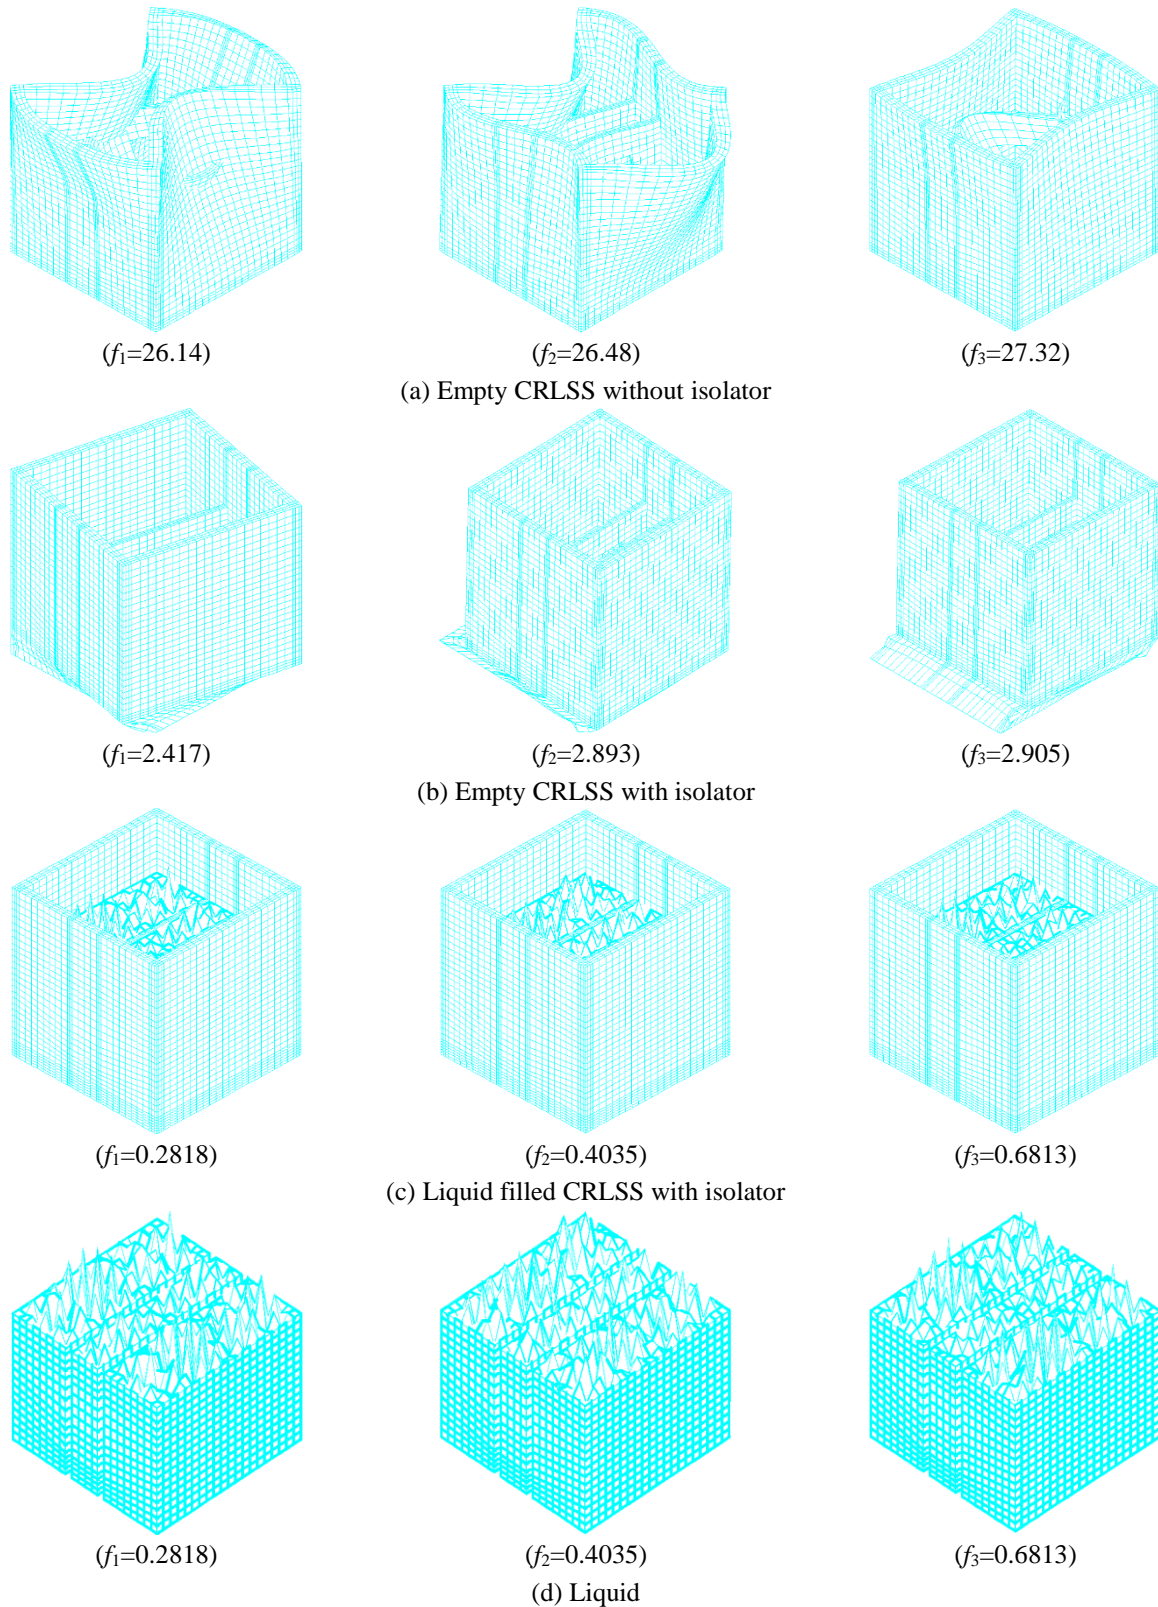 (f1=26.14) (f2=26.48) (f3=27.32)
(a) Empty CRLSS without isolator
(f1=2.417) (f2=2.893) (f3=2.905)
(b) Empty CRLSS with isolator
(f1=0.2818) (f2=0.4035) (f3=0.6813)
(c) Liquid filled CRLSS with isolator
(f1=0.2818) (f2=0.4035) (f3=0.6813)
(d) Liquid